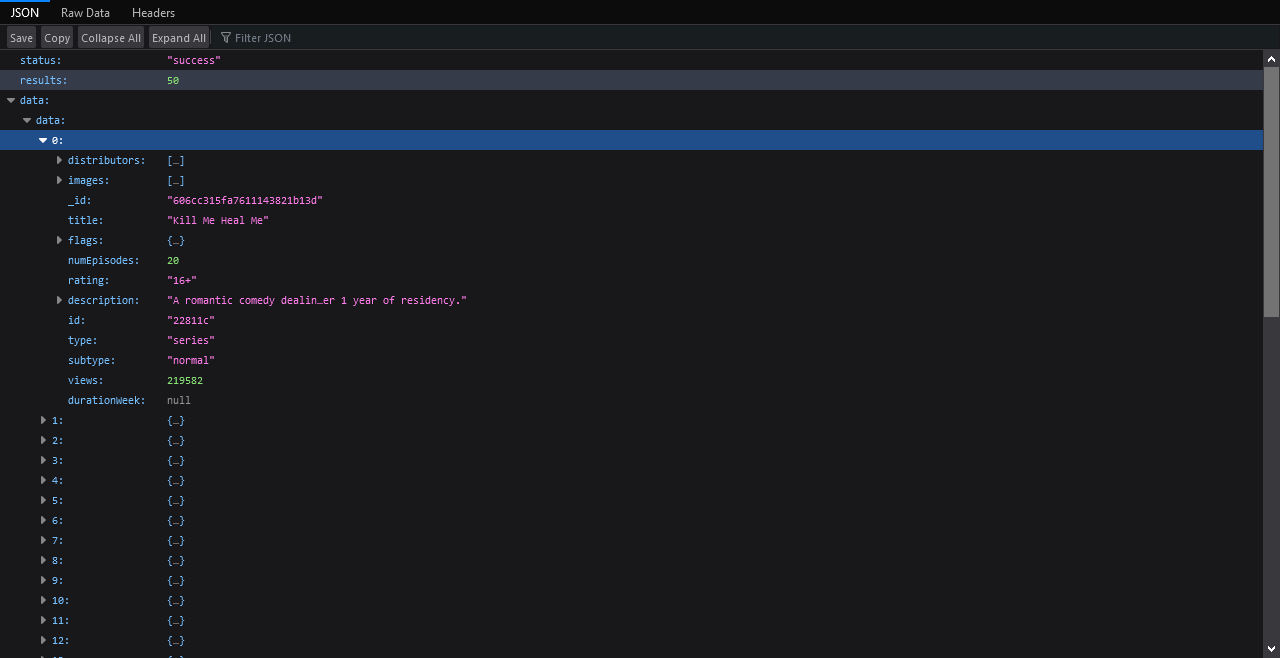 JSON Raw Data Headers
Save Copy Collapse All Expand All Filter JSON
status: "success"
results: 50
data:
data:
0:
distributors: […]
images: […]
_id: "606cc315fa7611143821b13d"
title: "Kill Me Heal Me"
flags: {…}
numEpisodes: 20
rating: "16+"
description: "A romantic comedy dealin…er 1 year of residency."
id: "22811c"
type: "series"
subtype: "normal"
views: 219582
durationWeek: null
1: {…}
2: {…}
3: {…}
4: {…}
5: {…}
6: {…}
7: {…}
8: {…}
9: {…}
10: {…}
11: {…}
12: {…}